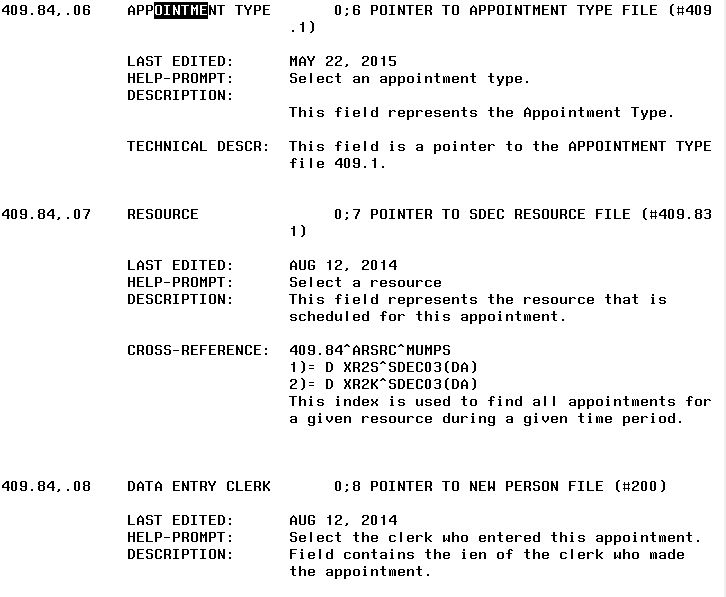 409.84,.06 APPOINTMENT TYPE 0;6 POINTER TO APPOINTMENT TYPE FILE (#409
.1)
LAST EDITED: MAY 22, 2015
HELP-PROMPT: Select an appointment type.
DESCRIPTION:
This field represents the Appointment Type.
TECHNICAL DESCR: This field is a pointer to the APPOINTMENT TYPE
file 409.1.
409.84,.07 RESOURCE 0;7 POINTER TO SDEC RESOURCE FILE (#409.83
1)
LAST EDITED: AUG 12, 2014
HELP-PROMPT: Select a resource
DESCRIPTION: This field represents the resource that is
scheduled for this appointment.
CROSS-REFERENCE: 409.84^ARSRC^MUMPS
1)= D XR2S^SDEC03(DA)
2)= D XR2K^SDEC03(DA)
This index is used to find all appointments for
a given resource during a given time period.
409.84,.08 DATA ENTRY CLERK 0;8 POINTER TO NEW PERSON FILE (#200)
LAST EDITED: AUG 12, 2014
HELP-PROMPT: Select the clerk who entered this appointment.
DESCRIPTION: Field contains the ien of the clerk who made
the appointment.